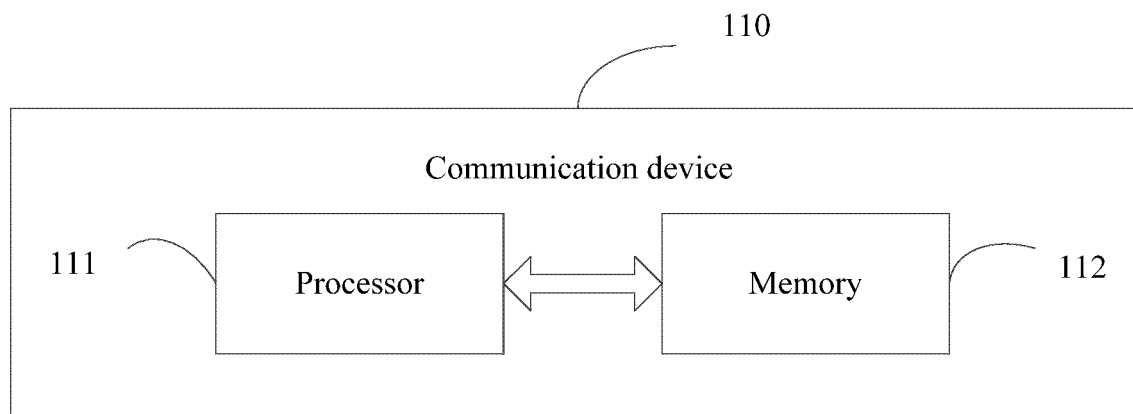 110
Communication device
111
Processor
Memory
112